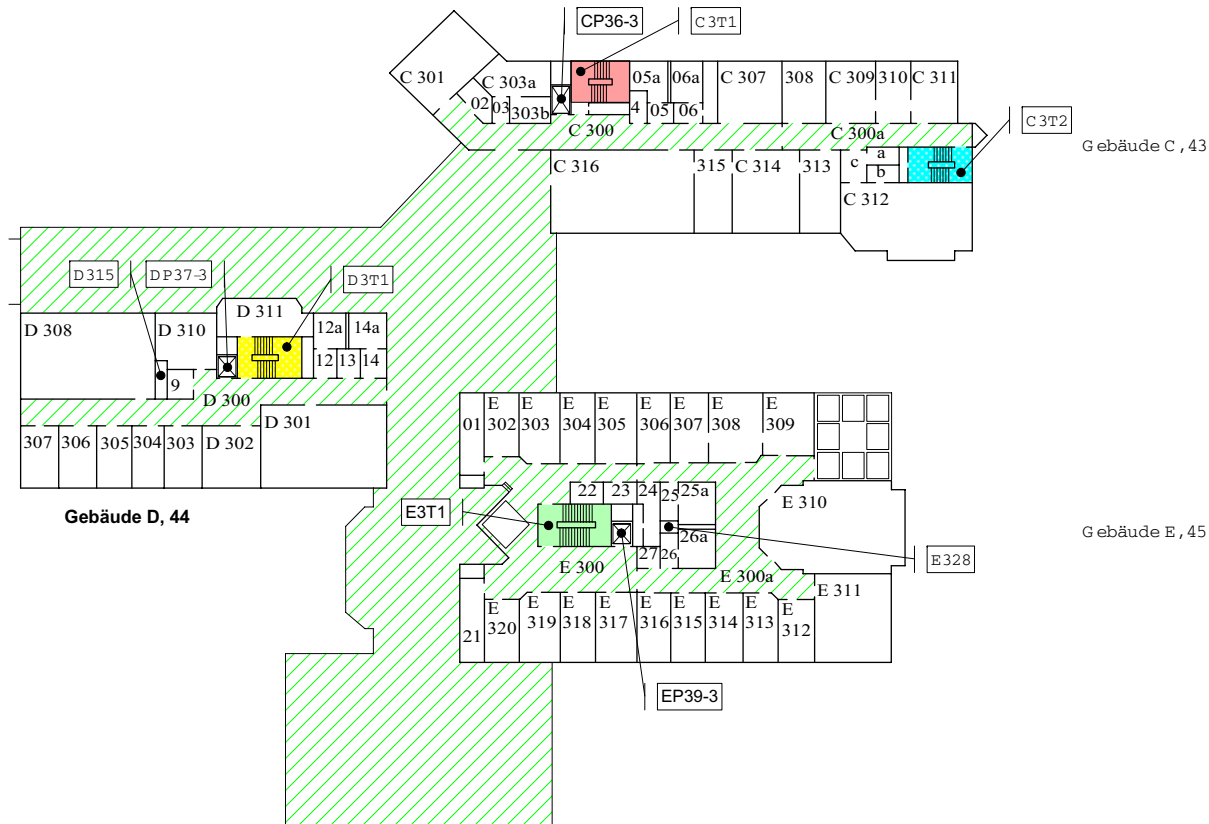 CP36-3
C3T1
C 301
C 303a
02
03
303b
C 300
05a
06a
4
05
06
C 307
308
C 309
310
C 311
C 300a
C3T2
Gebäude C,43
C 316
315
C 314
313
c
a
b
C 312
D315
DP37-3
D3T1
D 308
D 310
D 311
12a
14a
9
12
13
14
D 300
307
306
305
304
303
D 302
D 301
Gebäude D, 44
01
E
302
E
303
E
304
E
305
E
306
E
307
E
308
E
309
22
23
24
25
25a
E 310
E3T1
26a
27
26
E 300
E 300a
E328
Gebäude E,45
E 311
21
E
320
E
319
E
318
E
317
E
316
E
315
E
314
E
313
E
312
EP39-3